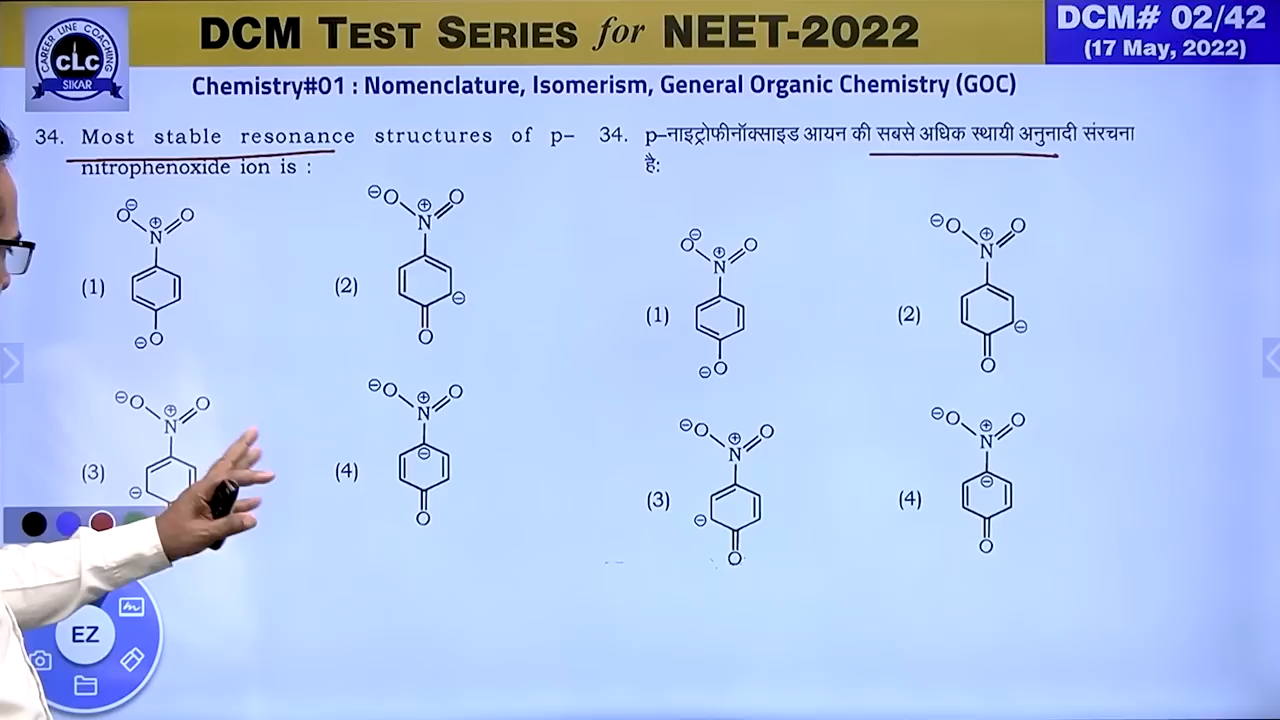 DCM TEST SERIES for NEET-2022
DCM# 02/42
(17 May, 2022)
CAREER LINE COACHING
CLC
SIKAR
Chemistry#01 : Nomenclature, Isomerism, General Organic Chemistry (GOC)
34. Most stable resonance structures of p–
nitrophenoxide ion is :
(1)
⊖O N⊕ O
O⊖
(2)
⊖O N⊕ O
⊖
O
(3)
⊖O N⊕ O
⊖
(4)
⊖O N⊕ O
⊖
O
34. p–नाइट्रोफीनॉक्साइड आयन की सबसे अधिक स्थायी अनुनादी संरचना
है:
(1)
⊖O N⊕ O
⊖O
(2)
⊖O N⊕ O
⊖
O
(3)
⊖O N⊕ O
⊖
O
(4)
⊖O N⊕ O
⊖
O
EZ